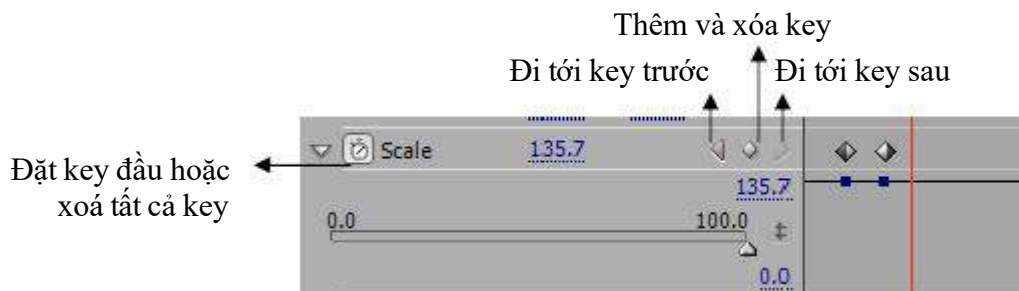 Thêm và xóa key
Đi tới key trước
Đi tới key sau
Scale 135.7
Đặt key đầu hoặc
xoá tất cả key
135.7
0.0 100.0
0.0